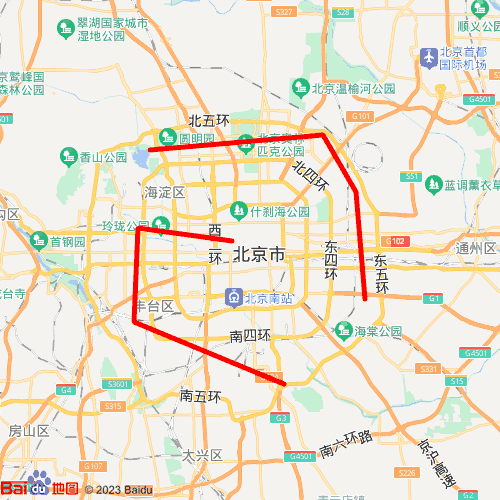 翠湖国家城市
湿地公园
S327
S28
顺义公园
北京首都
国际机场
京鹫峰国
森林公园
北京温榆河公园
G4501
G101
北五环
圆明园
北京奥林
匹克公园
香山公园
北四环
S51
蓝调薰衣草
海淀区
什刹海公园
玲珑公园
西
二
环
首钢园
北京市
东
四
环
东
五
环
G102
通州区
北京南站
G1
丰台区
南四环
海棠公园
G4501
S331
S15
G4
S3601
S315
南五环
G3
房山区
大兴区
南六环路
京沪高速
G4501
G107
S226
Bai du 地图
© 2023 Baidu